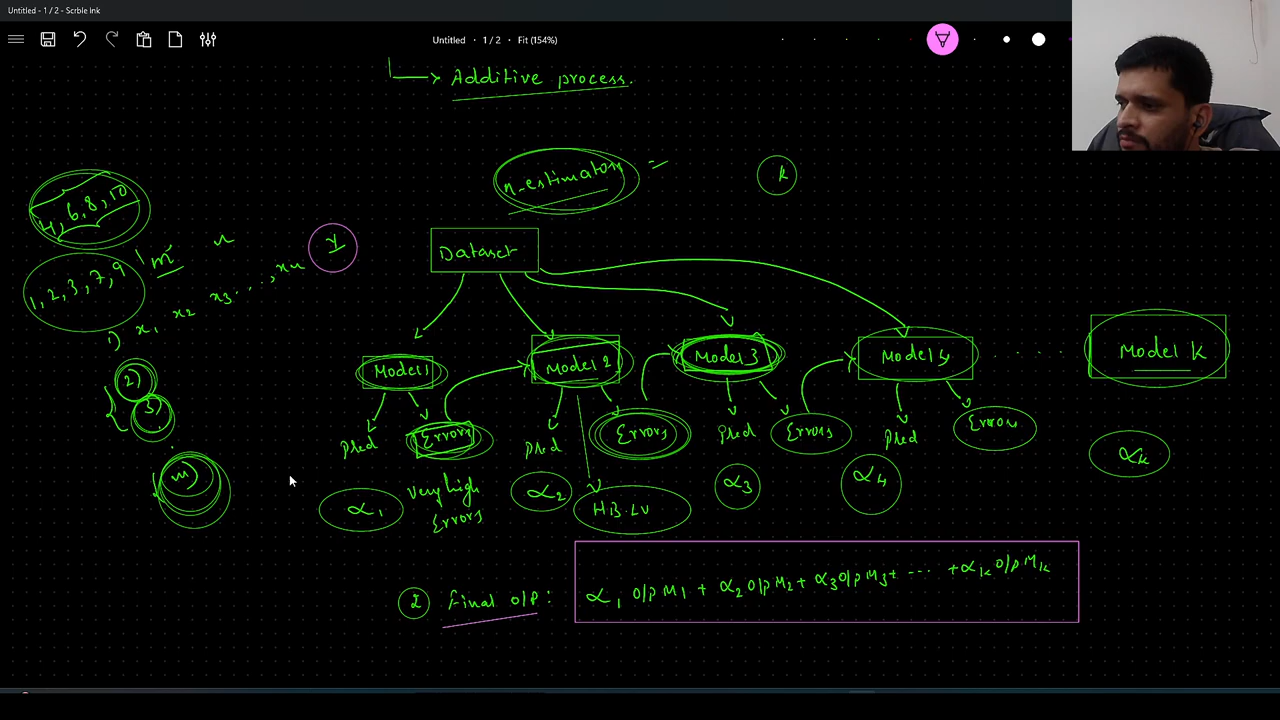 Untitled - 1 / 2 - Scrble Ink
Untitled • 1 / 2 • Fit (154%)
Additive process.
n_estimators =
k
4, 6, 8, 10
1, 2, 3, 7, 9
m
n
y
1) x1 x2 x3 ..., xn
2)
3)
m)
Dataset
Model 1
Model 2
Model 3
Model 4
.....
Model k
Pred
Errors
Pred
Errors
Pred
Errors
Pred
Errors
α1
very high
Errors
α2
HB. LV
α3
α4
αk
2 Final O/P:
α1 O/P M1 + α2 O/P M2 + α3 O/P M3 + ... + αk O/P Mk